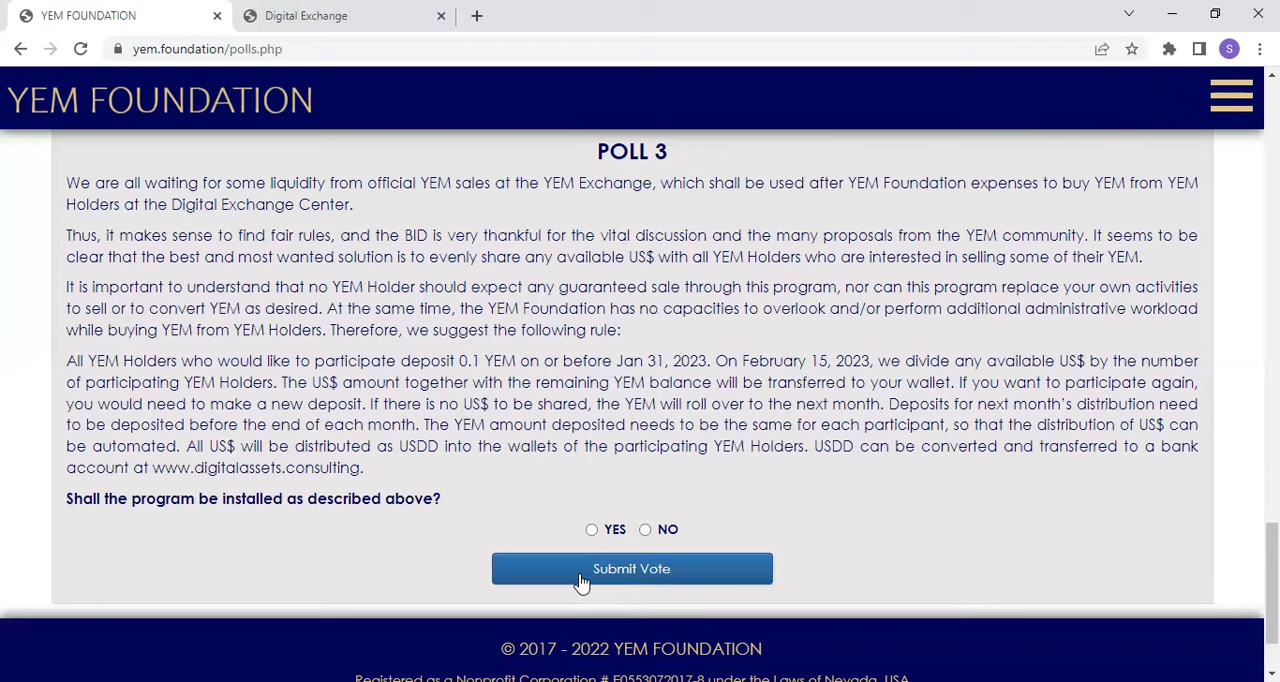 YEM FOUNDATION
Digital Exchange
yem.foundation/polls.php
S
YEM FOUNDATION
POLL 3
We are all waiting for some liquidity from official YEM sales at the YEM Exchange, which shall be used after YEM Foundation expenses to buy YEM from YEM
Holders at the Digital Exchange Center.
Thus, it makes sense to find fair rules, and the BID is very thankful for the vital discussion and the many proposals from the YEM community. It seems to be
clear that the best and most wanted solution is to evenly share any available US$ with all YEM Holders who are interested in selling some of their YEM.
It is important to understand that no YEM Holder should expect any guaranteed sale through this program, nor can this program replace your own activities
to sell or to convert YEM as desired. At the same time, the YEM Foundation has no capacities to overlook and/or perform additional administrative workload
while buying YEM from YEM Holders. Therefore, we suggest the following rule:
All YEM Holders who would like to participate deposit 0.1 YEM on or before Jan 31, 2023. On February 15, 2023, we divide any available US$ by the number
of participating YEM Holders. The US$ amount together with the remaining YEM balance will be transferred to your wallet. If you want to participate again,
you would need to make a new deposit. If there is no US$ to be shared, the YEM will roll over to the next month. Deposits for next month's distribution need
to be deposited before the end of each month. The YEM amount deposited needs to be the same for each participant, so that the distribution of US$ can
be automated. All US$ will be distributed as USDD into the wallets of the participating YEM Holders. USDD can be converted and transferred to a bank
account at www.digitalassets.consulting.
Shall the program be installed as described above?
YES NO
Submit Vote
© 2017 - 2022 YEM FOUNDATION
Registered as a Nonprofit Corporation # E0553072017-8 under the Laws of Nevada, USA